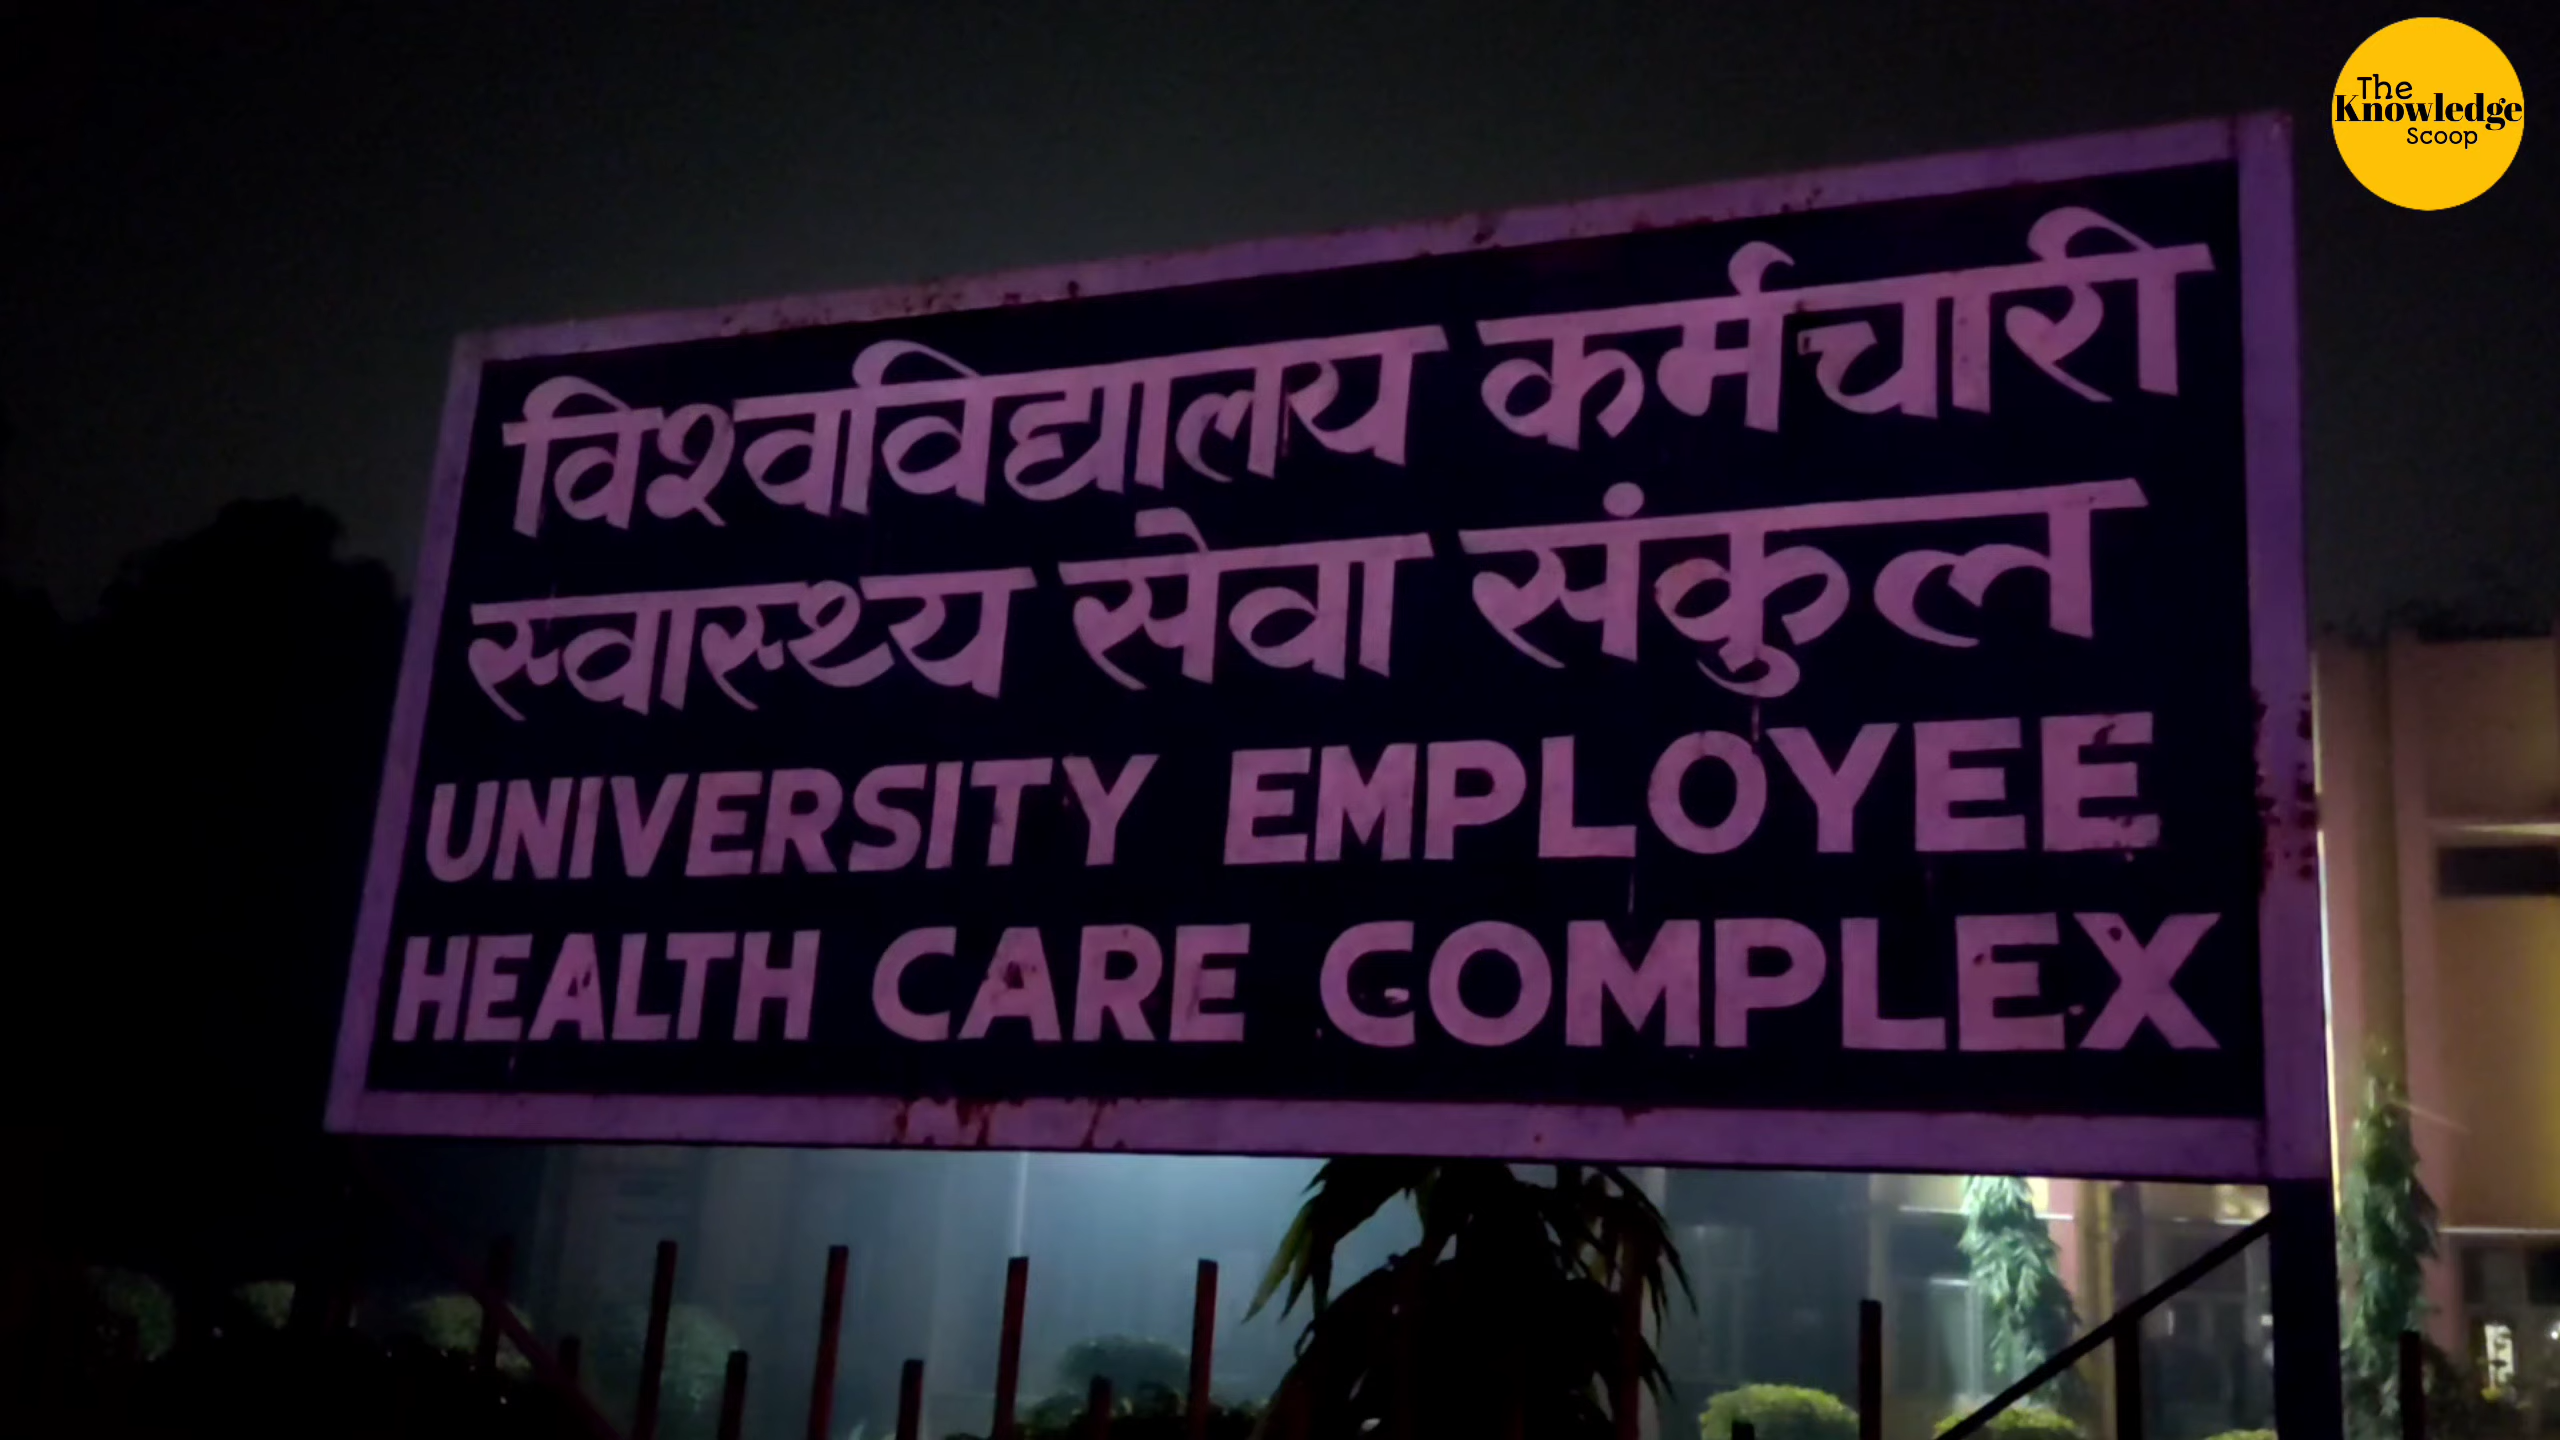 The
Knowledge
Scoop
विश्वविद्यालय कर्मचारी
स्वास्थ्य सेवा संकुल
UNIVERSITY EMPLOYEE
HEALTH CARE COMPLEX